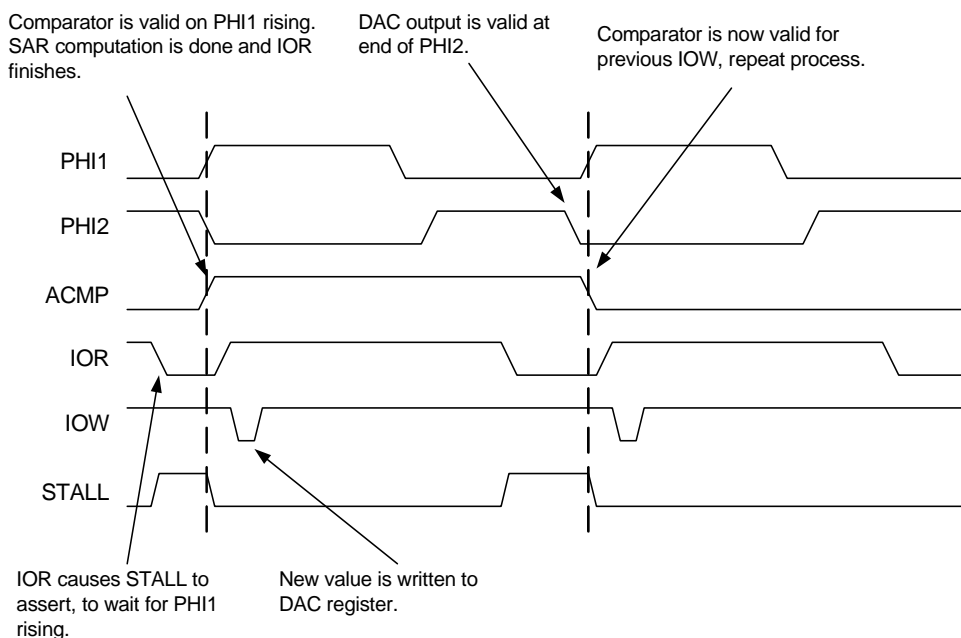 Comparator is valid on PHI1 rising.
SAR computation is done and IOR
finishes.
DAC output is valid at
end of PHI2.
Comparator is now valid for
previous IOW, repeat process.
PHI1
PHI2
ACMP
IOR
IOW
STALL
IOR causes STALL to
assert, to wait for PHI1
rising.
New value is written to
DAC register.